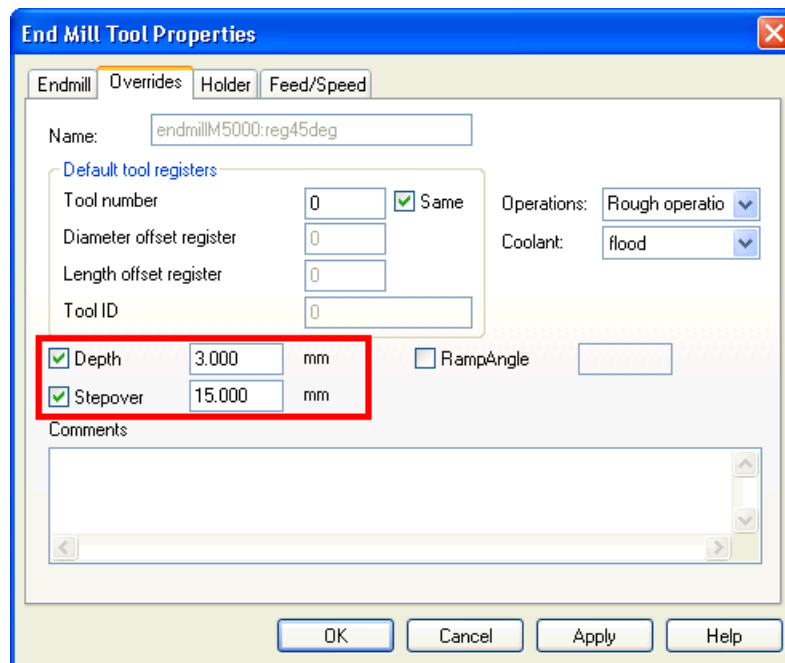 End Mill Tool Properties
Endmill Overrides Holder Feed/Speed
Name: endmillM5000:reg45deg
Default tool registers
Tool number 0 Same Operations: Rough operatio
Diameter offset register 0 Coolant: flood
Length offset register 0
Tool ID 0
Depth 3.000 mm RampAngle
Stepover 15.000 mm
Comments
OK Cancel Apply Help